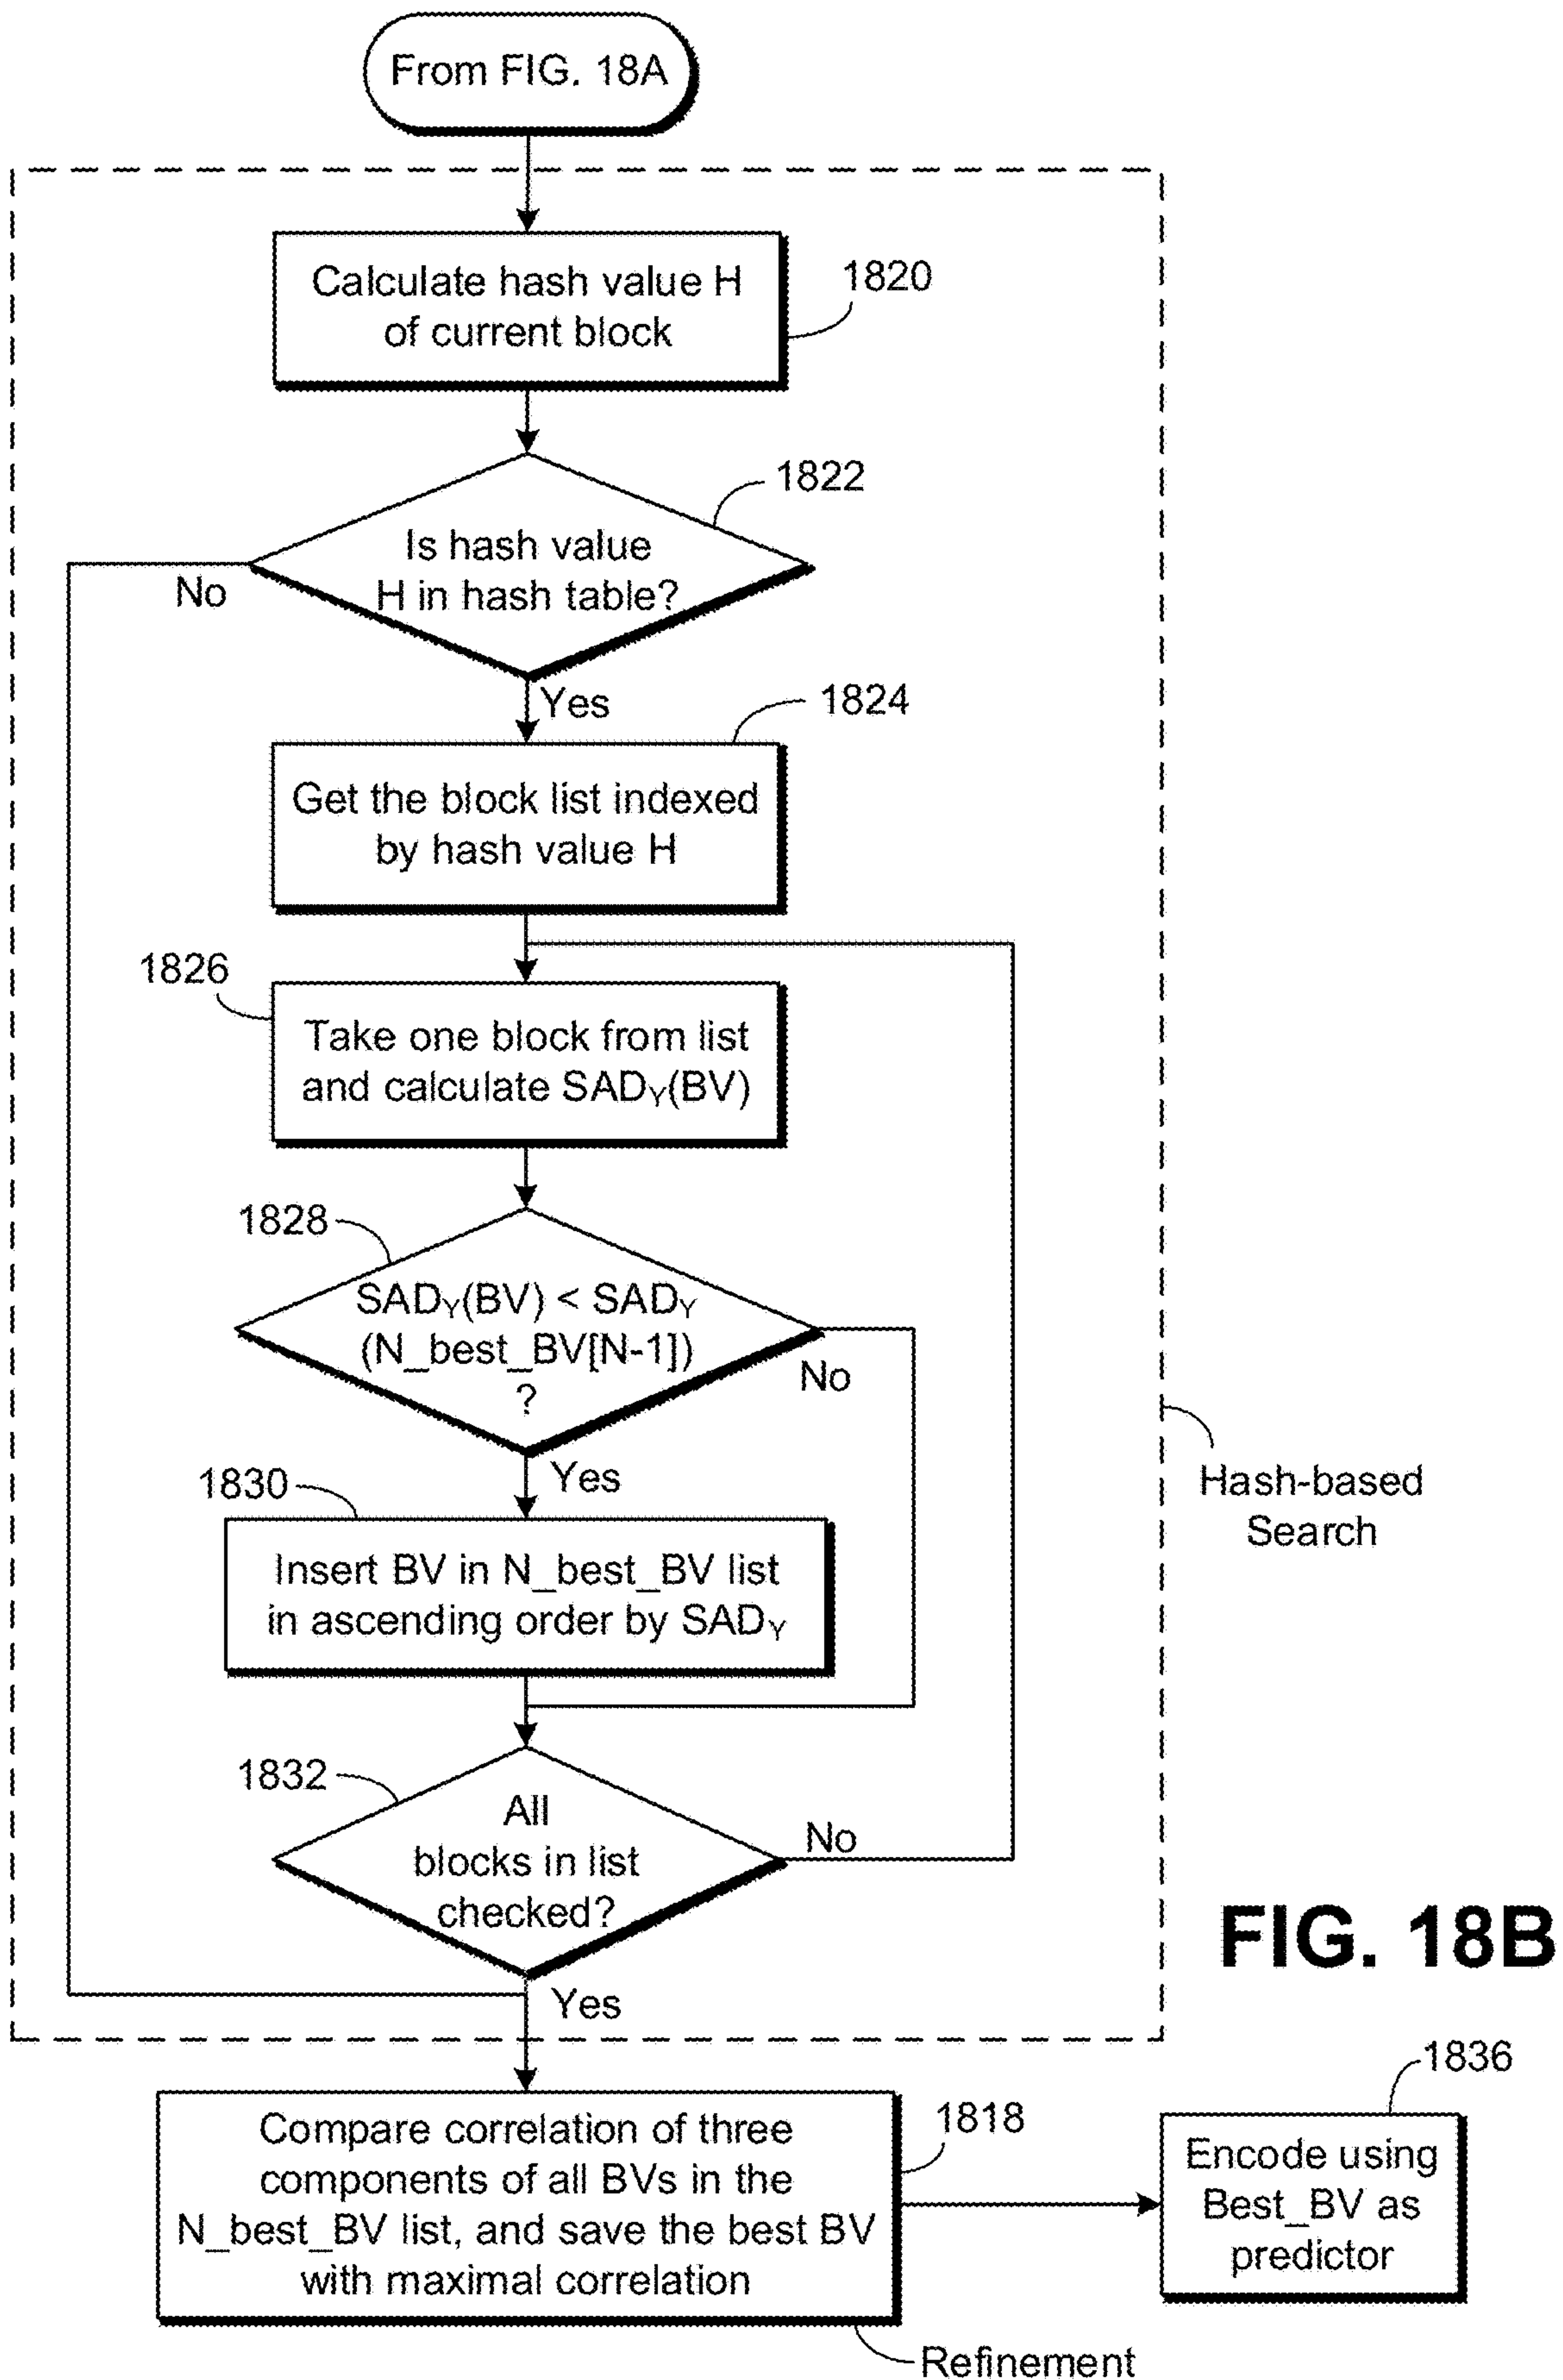 From FIG. 18A
Calculate hash value H
of current block
1820
1822
Is hash value
H in hash table?
No
Yes
1824
Get the block list indexed
by hash value H
1826
Take one block from list
and calculate SADY(BV)
1828
SADY(BV) < SADY
(N_best_BV[N-1])
?
No
Yes
1830
Insert BV in N_best_BV list
in ascending order by SADY
Hash-based
Search
1832
All
blocks in list
checked?
No
Yes
FIG. 18B
1818
Compare correlation of three
components of all BVs in the
N_best_BV list, and save the best BV
with maximal correlation
Refinement
1836
Encode using
Best_BV as
predictor